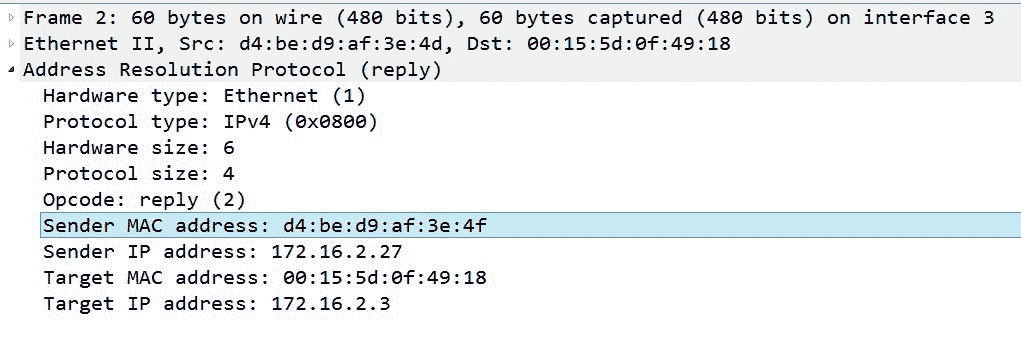 Frame 2: 60 bytes on wire (480 bits), 60 bytes captured (480 bits) on interface 3
Ethernet II, Src: d4:be:d9:af:3e:4d, Dst: 00:15:5d:0f:49:18
Address Resolution Protocol (reply)
Hardware type: Ethernet (1)
Protocol type: IPv4 (0x0800)
Hardware size: 6
Protocol size: 4
Opcode: reply (2)
Sender MAC address: d4:be:d9:af:3e:4f
Sender IP address: 172.16.2.27
Target MAC address: 00:15:5d:0f:49:18
Target IP address: 172.16.2.3